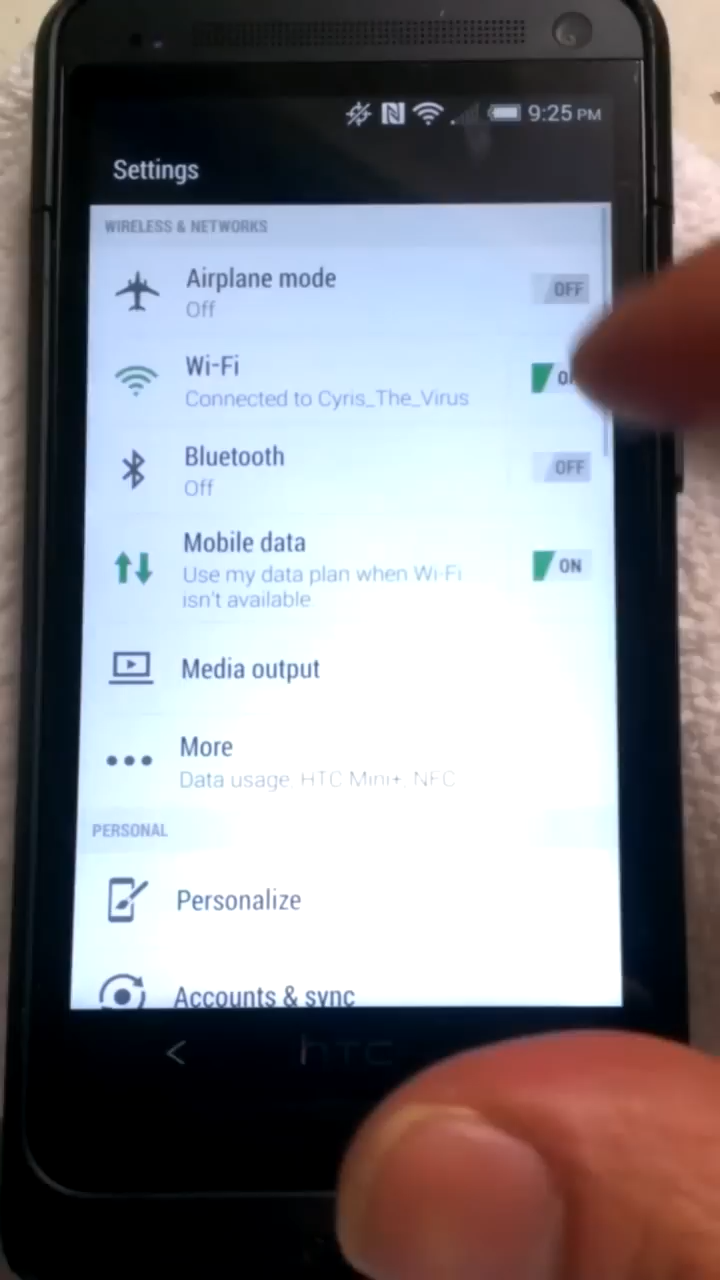 9:25 PM
Settings
WIRELESS & NETWORKS
Airplane mode
OFF
Off
Wi-Fi
Connected to Cyris_The_Virus
Bluetooth
OFF
Off
Mobile data
ON
Use my data plan when Wi-Fi
isn't available
Media output
More
Data usage, HTC Mini+, NFC
PERSONAL
Personalize
Accounts & sync
hTC